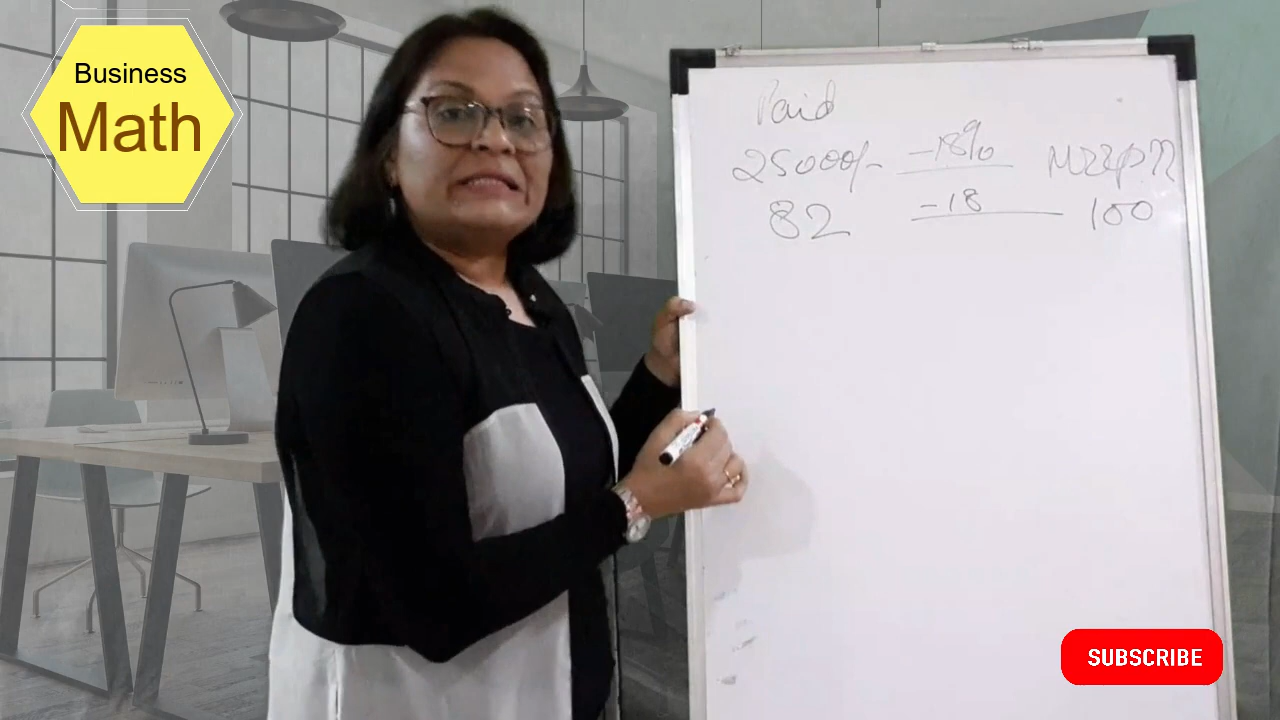 Business
Math
Paid
25000/- -18% MRP??
82 -18 100
SUBSCRIBE